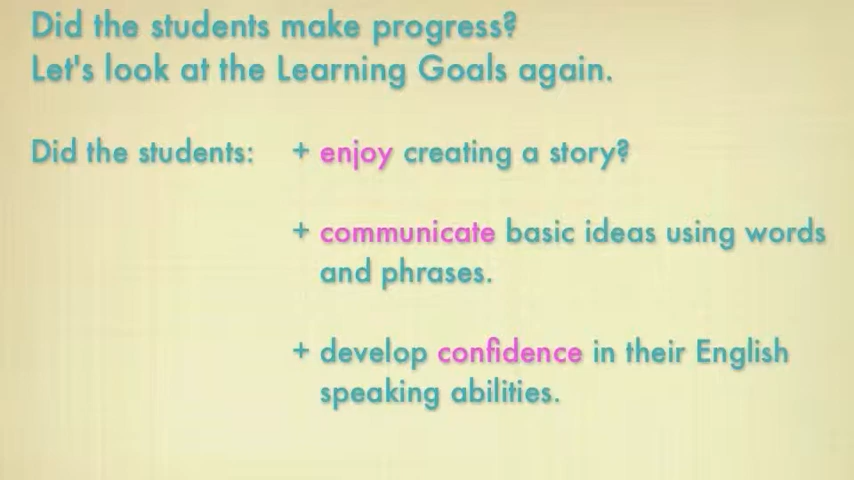 Did the students make progress?
Let's look at the Learning Goals again.
Did the students: + enjoy creating a story?
+ communicate basic ideas using words
and phrases.
+ develop confidence in their English
speaking abilities.